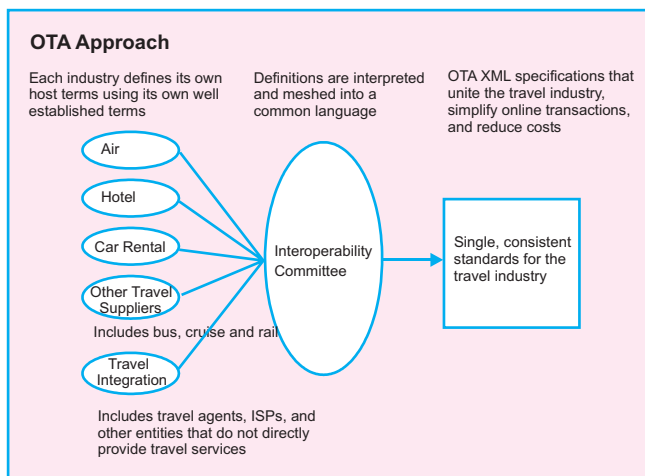 OTA Approach
Each industry defines its own
host terms using its own well
established terms
Definitions are interpreted
and meshed into a
common language
OTA XML specifications that
unite the travel industry,
simplify online transactions,
and reduce costs
Air
Hotel
Car Rental
Other Travel
Suppliers
Includes bus, cruise and rail
Travel
Integration
Includes travel agents, ISPs, and
other entities that do not directly
provide travel services
Interoperability
Committee
Single, consistent
standards for the
travel industry